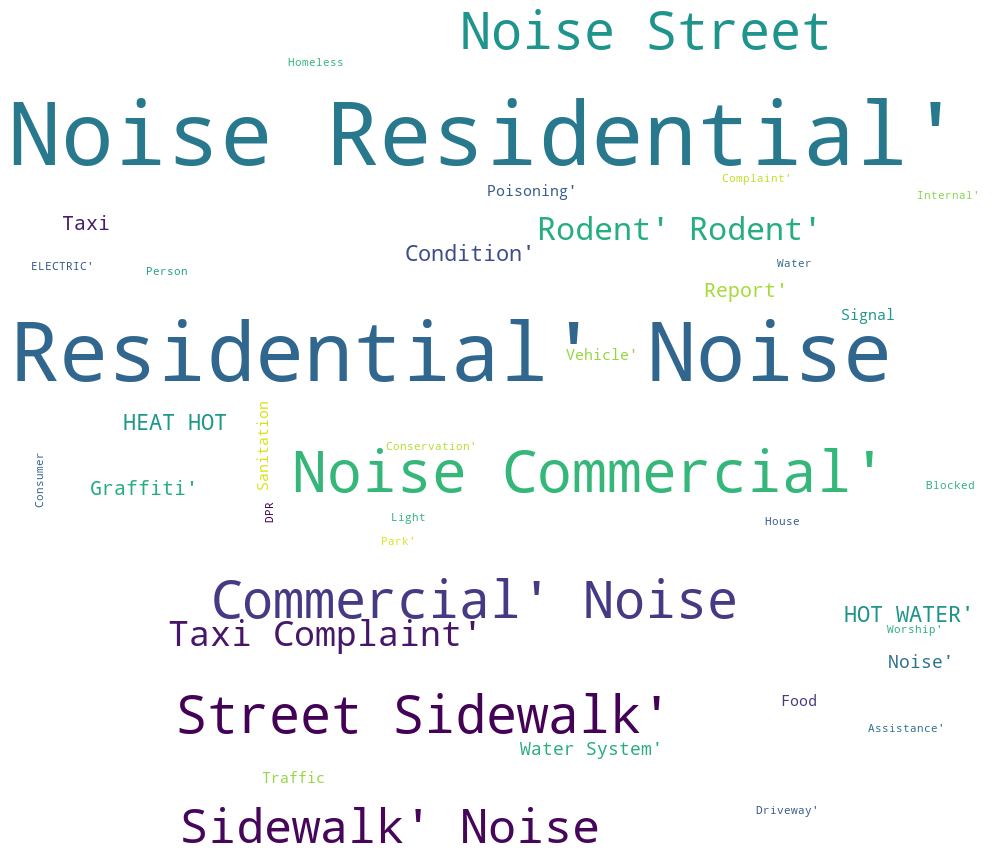 Noise Street
Homeless
Noise Residential'
Complaint'
Poisoning'
Internal'
Taxi
Rodent' Rodent'
Condition'
ELECTRIC'
Person
Water
Report'
Signal
Residential' Noise
Vehicle'
HEAT HOT
Sanitation
Conservation'
Noise Commercial'
Consumer
Graffiti'
Blocked
DPR
Light
House
Park'
Commercial' Noise
HOT WATER'
Worship'
Taxi Complaint'
Noise'
Street Sidewalk'
Food
Assistance'
Water System'
Traffic
Driveway'
Sidewalk' Noise